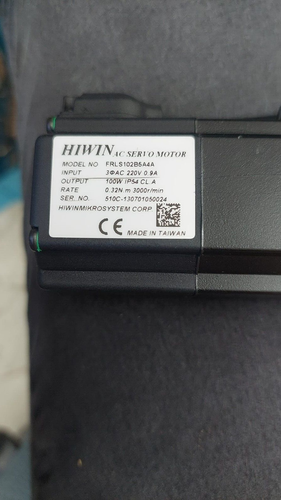 HIWIN AC SERVO MOTOR
MODEL NO FRLS102B5A4A
INPUT 3ΦAC 220V 0.9A
OUTPUT 100W IP54 CL A
RATE 0.32N m 3000r/min
SER. NO. 510C-130701050024
HIWINMIKROSYSTEM CORP
CE MADE IN TAIWAN